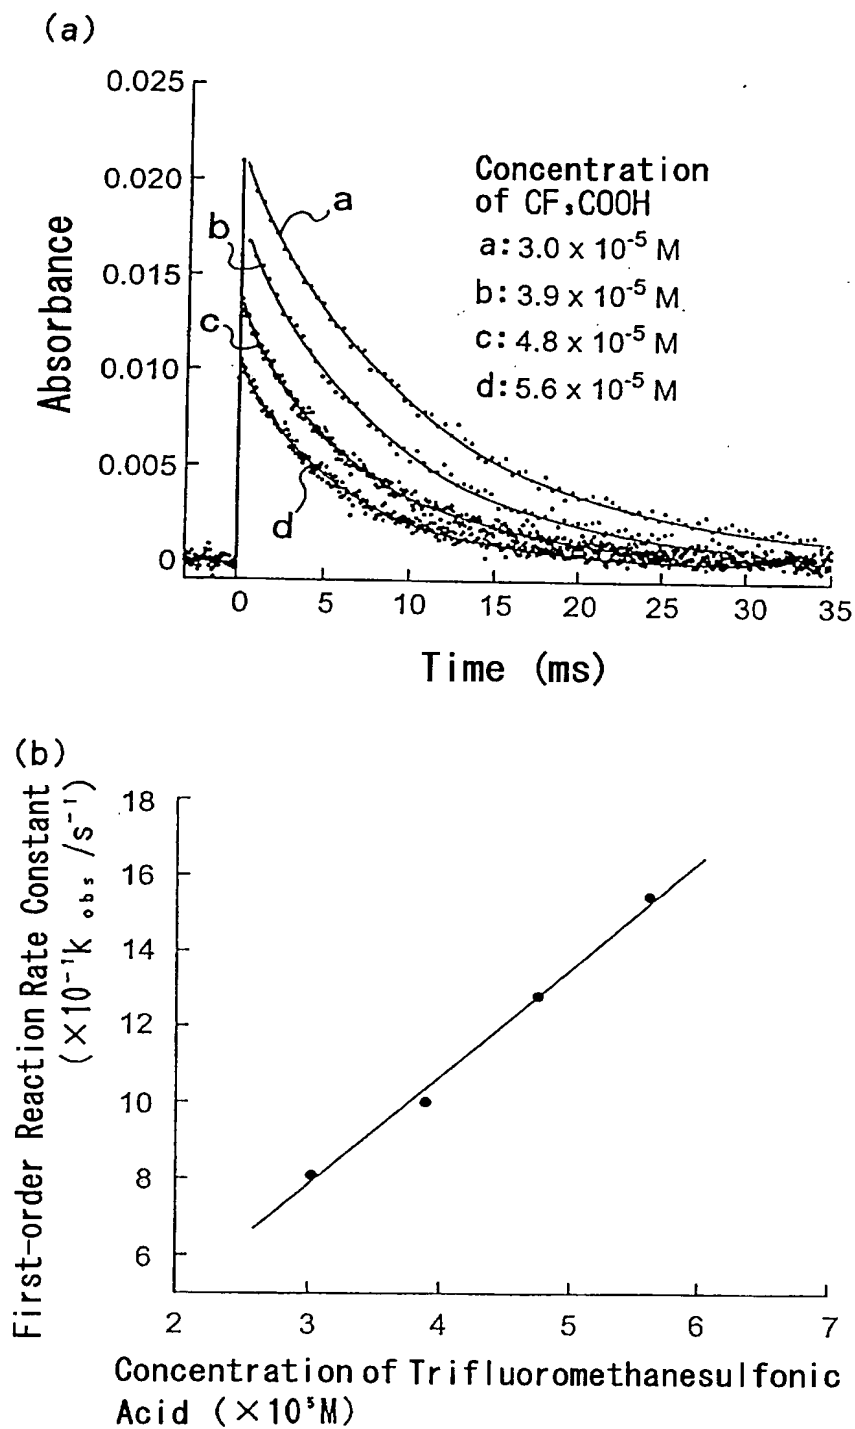 (a)
0.025
0.020
0.015
0.010
0.005
0
Absorbance
a
b
c
d
Concentration
of CF₃COOH
a: 3.0 x 10⁻⁵ M
b: 3.9 x 10⁻⁵ M
c: 4.8 x 10⁻⁵ M
d: 5.6 x 10⁻⁵ M
0 5 10 15 20 25 30 35
Time (ms)
(b)
First-order Reaction Rate Constant
(×10⁻¹k obs /s⁻¹)
18
16
14
12
10
8
6
2 3 4 5 6 7
Concentration of Trifluoromethanesulfonic
Acid (×10⁵M)